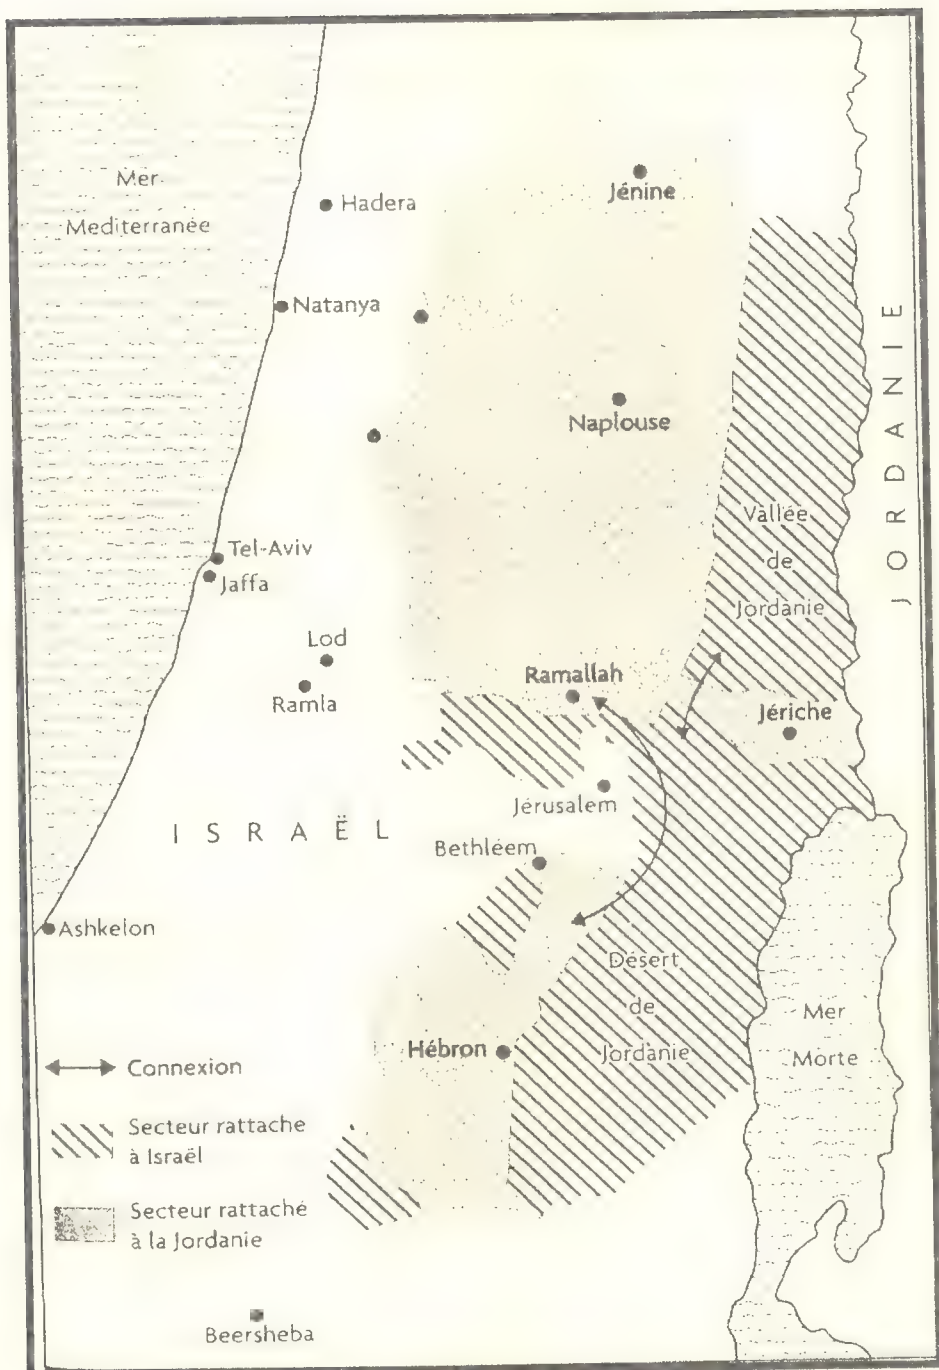 Mer
Mediterranée
Hadera
Jénine
Natanya
Naplouse
JORDANIE
Vallée
de
Jordanie
Tel-Aviv
Jaffa
Lod
Ramla
Ramallah
Jériche
Jérusalem
ISRAËL
Bethléem
Ashkelon
Désert
de
Jordanie
Mer
Morte
Hébron
Connexion
Secteur rattache
à Israël
Secteur rattaché
à la Jordanie
Beersheba